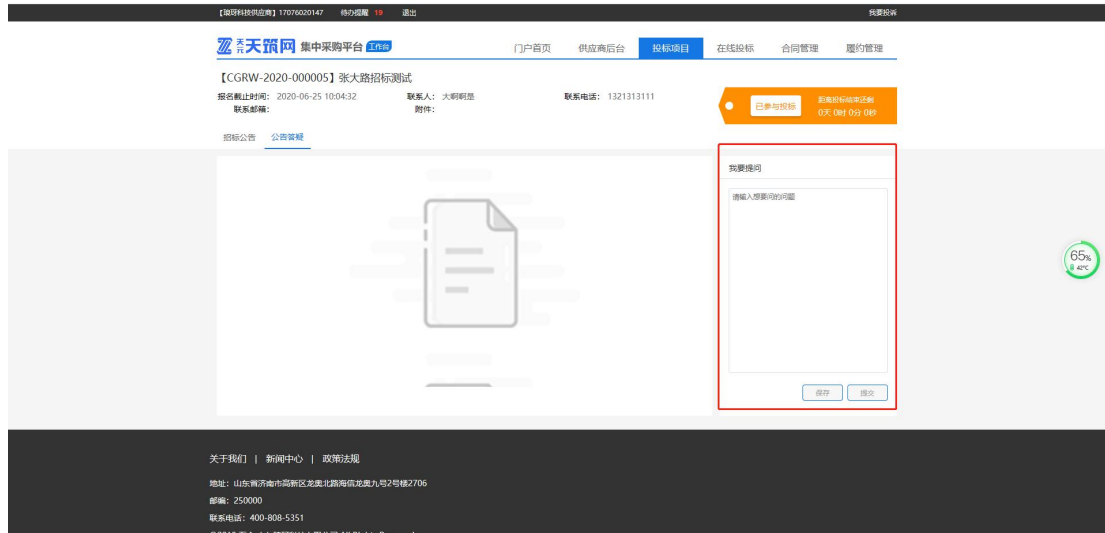 【琅琊科技供应商】17076020147 待办提醒 19 退出 我要投诉
天元 天筑网 集中采购平台 工作台 门户首页 供应商后台 投标项目 在线投标 合同管理 履约管理
【CGRW-2020-000005】张大路招标测试
报名截止时间： 2020-06-25 10:04:32 联系人： 大啊啊是 联系电话： 1321313111
联系邮箱： 附件：
已参与投标
距离投标结束还剩
0天 0时 0分 0秒
招标公告 公告答疑
我要提问
请输入想要问的问题
保存 提交
65%
42°C
关于我们 | 新闻中心 | 政策法规
地址：山东省济南市高新区龙奥北路海信龙奥九号2号楼2706
邮编：250000
联系电话：400-808-5351